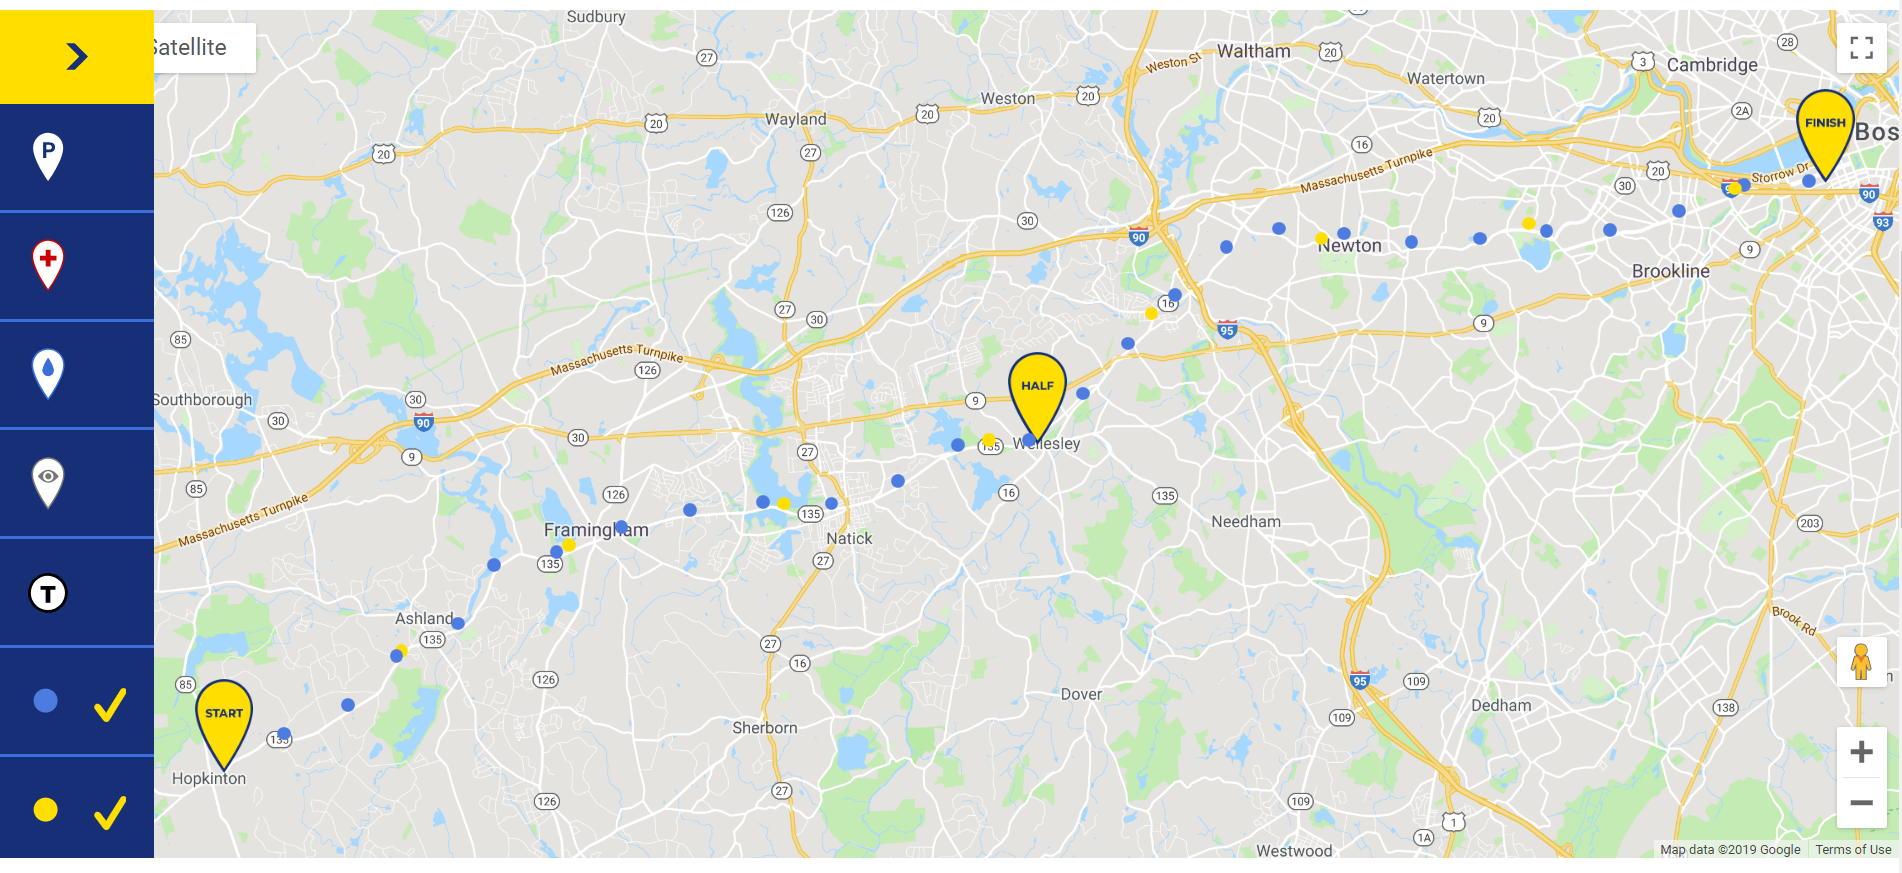 Sudbury
Satellite
27
Weston St
Waltham
20
3
Cambridge
28
Watertown
20
Weston
20
20
Wayland
20
2A
FINISH
Bos
20
27
16
Massachusetts Turnpike
20
Storrow Dr
30
90
93
126
30
90
Newton
9
Brookline
P
27
30
16
95
9
85
Massachusetts Turnpike
126
HALF
Southborough
30
30
90
9
30
9
27
135
Wellesley
85
126
16
135
Massachusetts Turnpike
Framingham
135
Natick
Needham
203
135
27
T
Ashland
135
Brook Rd
27
16
85
126
95
109
START
Dover
109
Dedham
138
n
135
Sherborn
Hopkinton
126
27
109
1
1A
Westwood
Map data ©2019 Google
Terms of Use